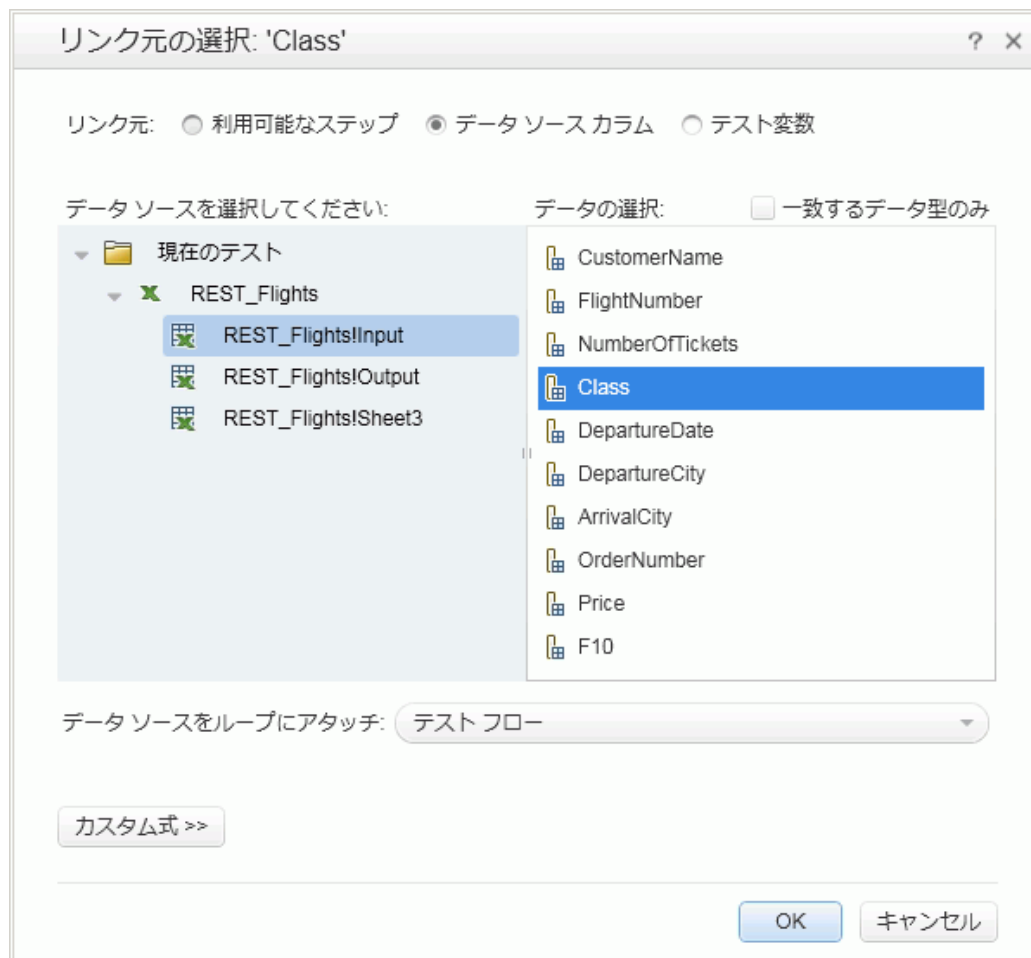 リンク元の選択: 'Class'
リンク元: 利用可能なステップ データ ソース カラム テスト変数
データ ソースを選択してください:
現在のテスト
REST_Flights
REST_Flights!Input
REST_Flights!Output
REST_Flights!Sheet3
データの選択: 一致するデータ型のみ
CustomerName
FlightNumber
NumberOfTickets
Class
DepartureDate
DepartureCity
ArrivalCity
OrderNumber
Price
F10
データ ソースをループにアタッチ: テスト フロー
カスタム式 >>
OK キャンセル